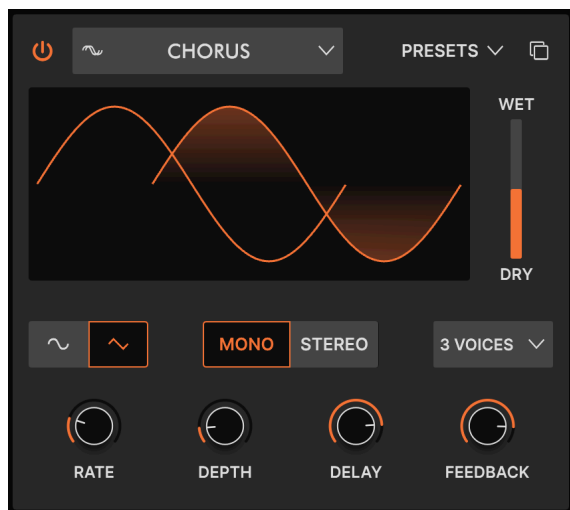 CHORUS
PRESETS
WET
DRY
MONO
STEREO
3 VOICES
RATE
DEPTH
DELAY
FEEDBACK